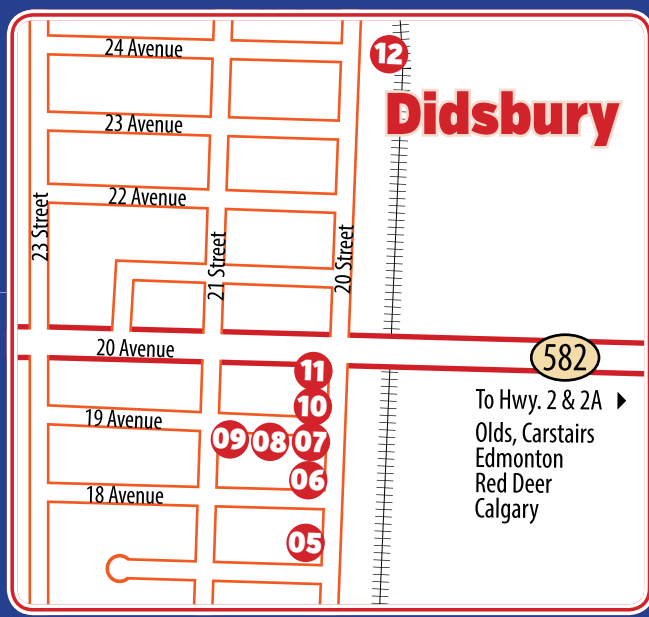 24 Avenue
12
Didsbury
23 Avenue
22 Avenue
23 Street
21 Street
20 Street
20 Avenue
582
11
To Hwy. 2 & 2A
10
19 Avenue
Olds, Carstairs
09 08 07
Edmonton
06
Red Deer
18 Avenue
Calgary
05